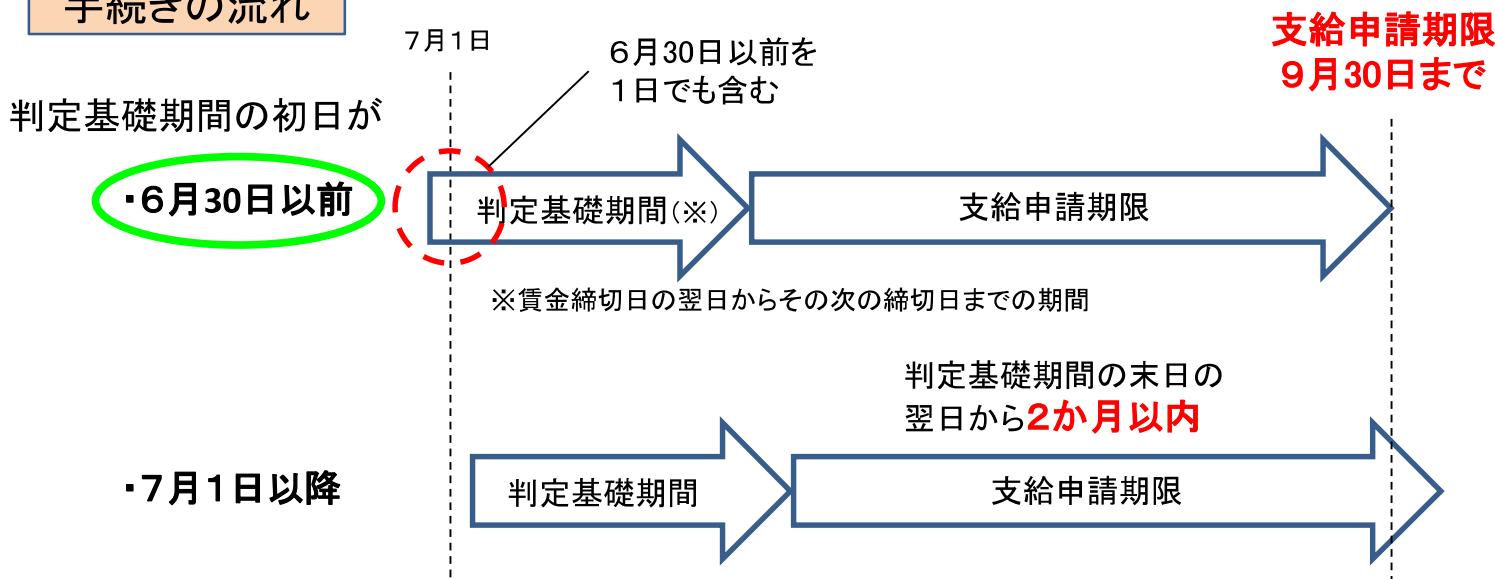 手続きの流れ
7月1日
６月30日以前を
１日でも含む
支給申請期限
９月30日まで
判定基礎期間の初日が
・６月30日以前
判定基礎期間(※)
支給申請期限
※賃金締切日の翌日からその次の締切日までの期間
判定基礎期間の末日の
翌日から２か月以内
・７月１日以降
判定基礎期間
支給申請期限